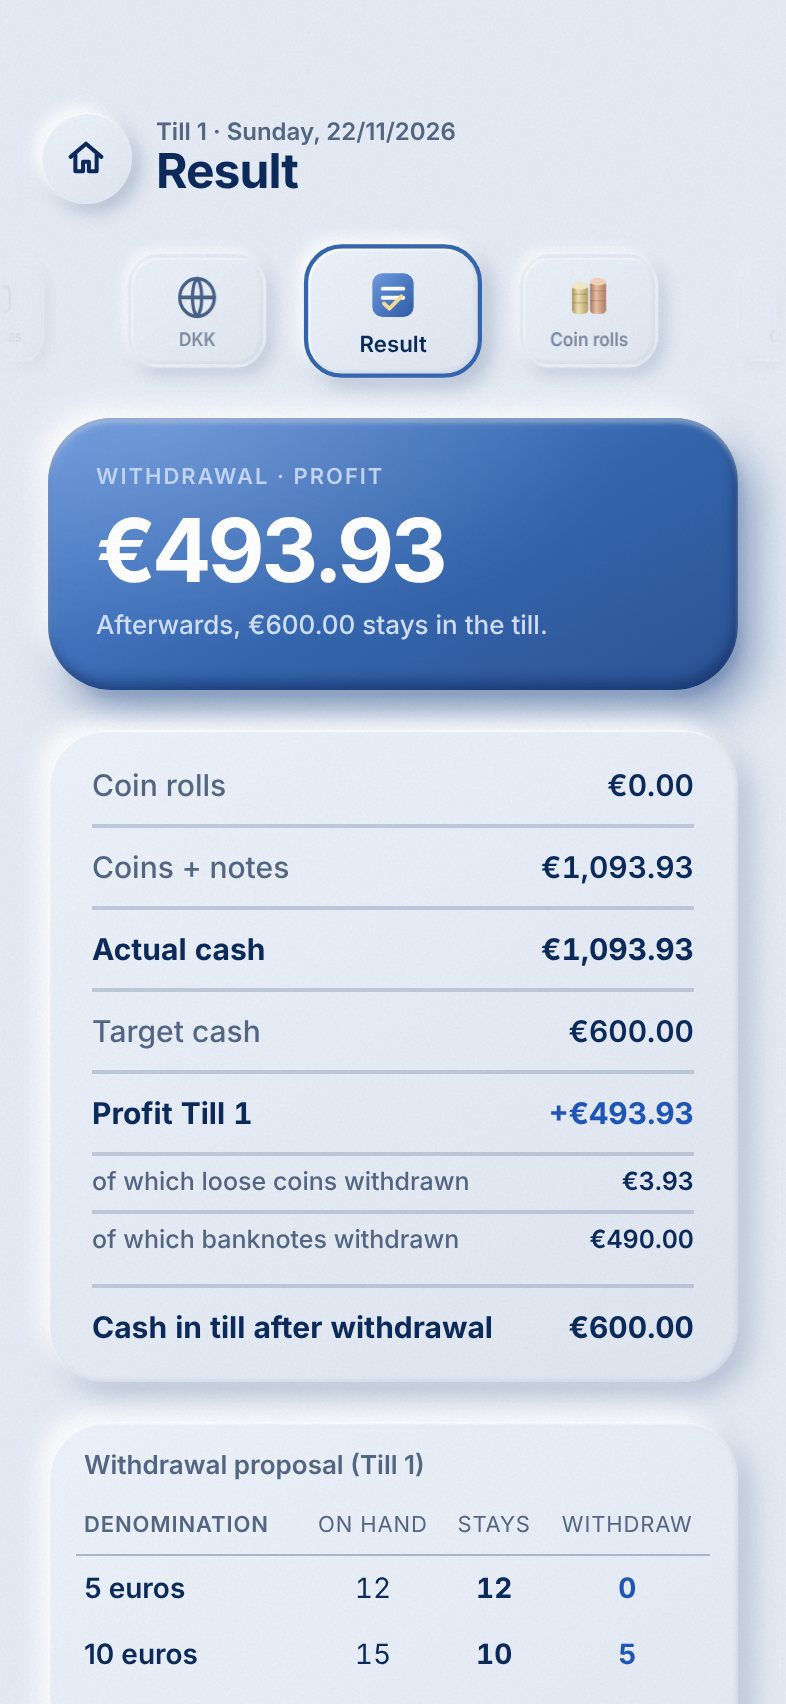 Till 1 · Sunday, 22/11/2026
Result
DKK
Result
Coin rolls
WITHDRAWAL · PROFIT
€493.93
Afterwards, €600.00 stays in the till.
Coin rolls €0.00
Coins + notes €1,093.93
Actual cash €1,093.93
Target cash €600.00
Profit Till 1 +€493.93
of which loose coins withdrawn €3.93
of which banknotes withdrawn €490.00
Cash in till after withdrawal €600.00
Withdrawal proposal (Till 1)
DENOMINATION ON HAND STAYS WITHDRAW
5 euros 12 12 0
10 euros 15 10 5